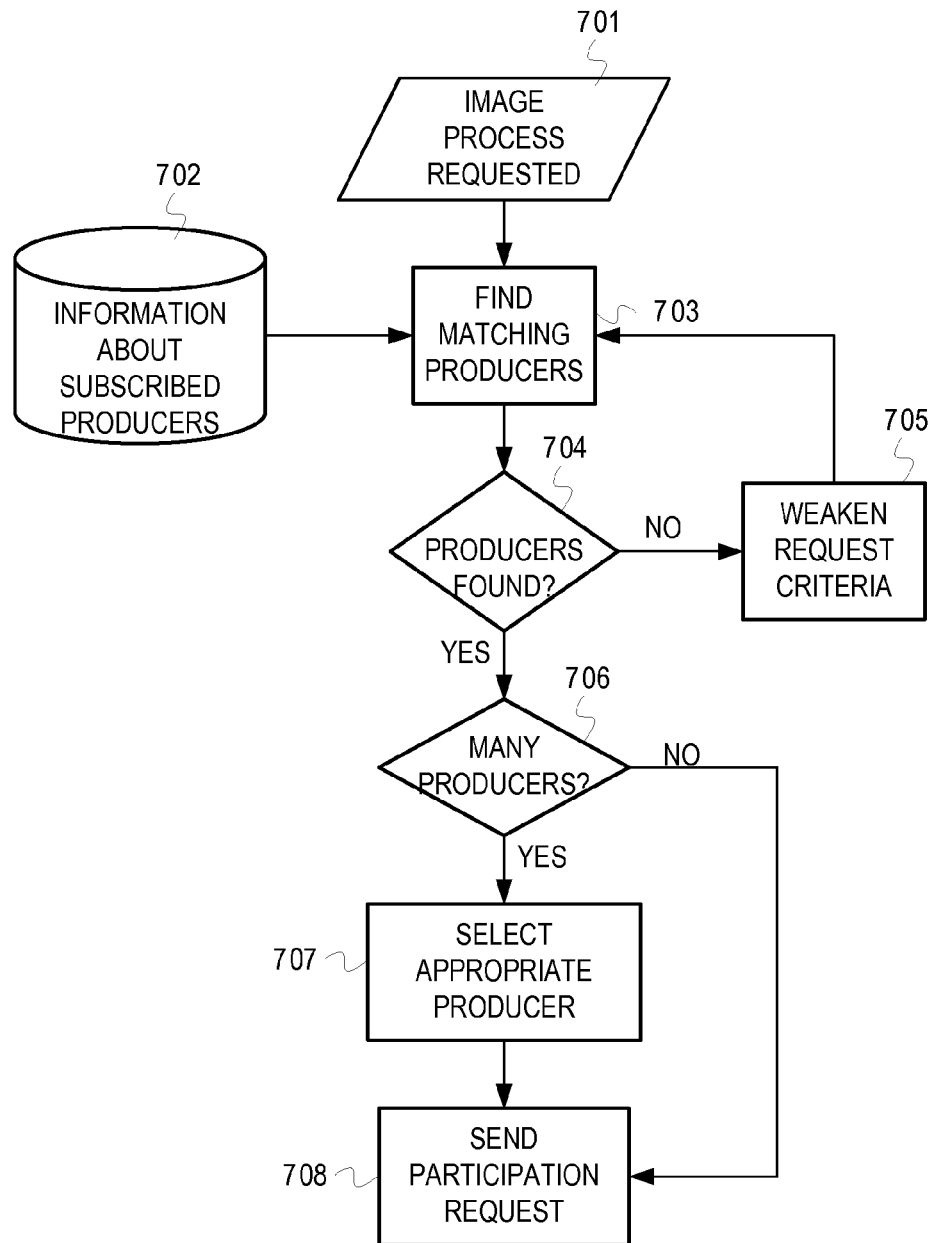 701
IMAGE
PROCESS
REQUESTED
702
INFORMATION
ABOUT
SUBSCRIBED
PRODUCERS
FIND
MATCHING
PRODUCERS
703
704
PRODUCERS
FOUND?
NO
705
WEAKEN
REQUEST
CRITERIA
YES
706
MANY
PRODUCERS?
NO
YES
707
SELECT
APPROPRIATE
PRODUCER
708
SEND
PARTICIPATION
REQUEST